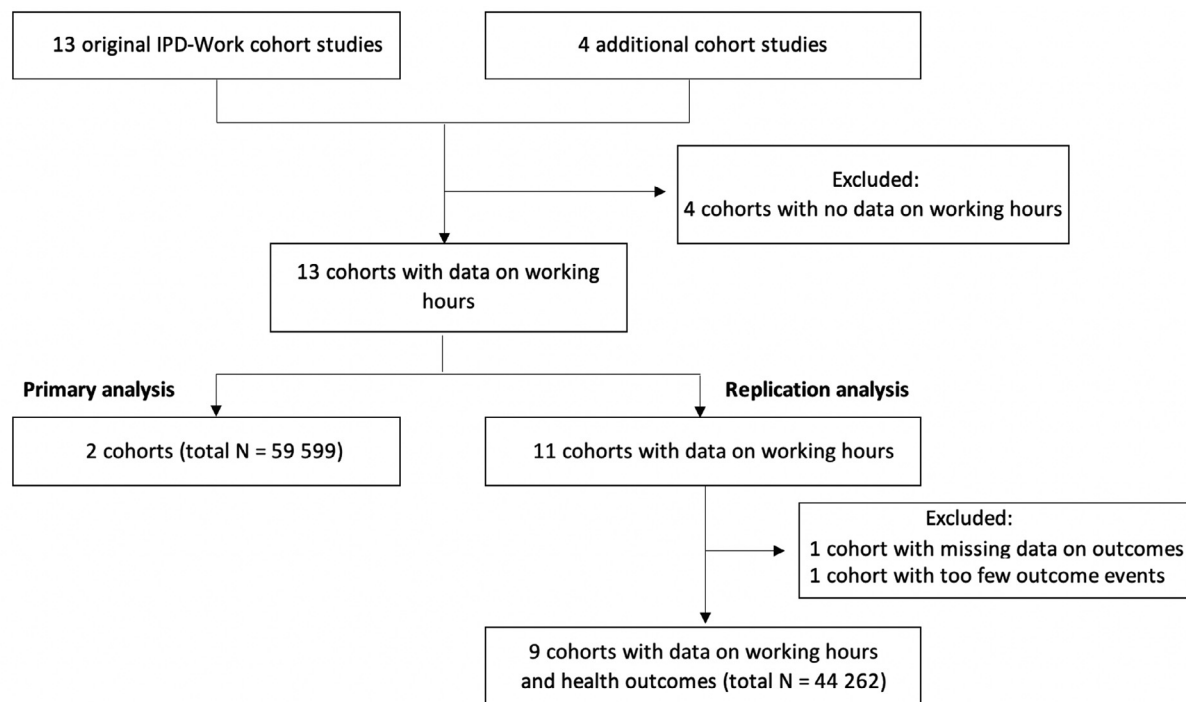 13 original IPD-Work cohort studies
4 additional cohort studies
Excluded:
4 cohorts with no data on working hours
13 cohorts with data on working
hours
Primary analysis
Replication analysis
2 cohorts (total N = 59 599)
11 cohorts with data on working hours
Excluded:
1 cohort with missing data on outcomes
1 cohort with too few outcome events
9 cohorts with data on working hours
and health outcomes (total N = 44 262)